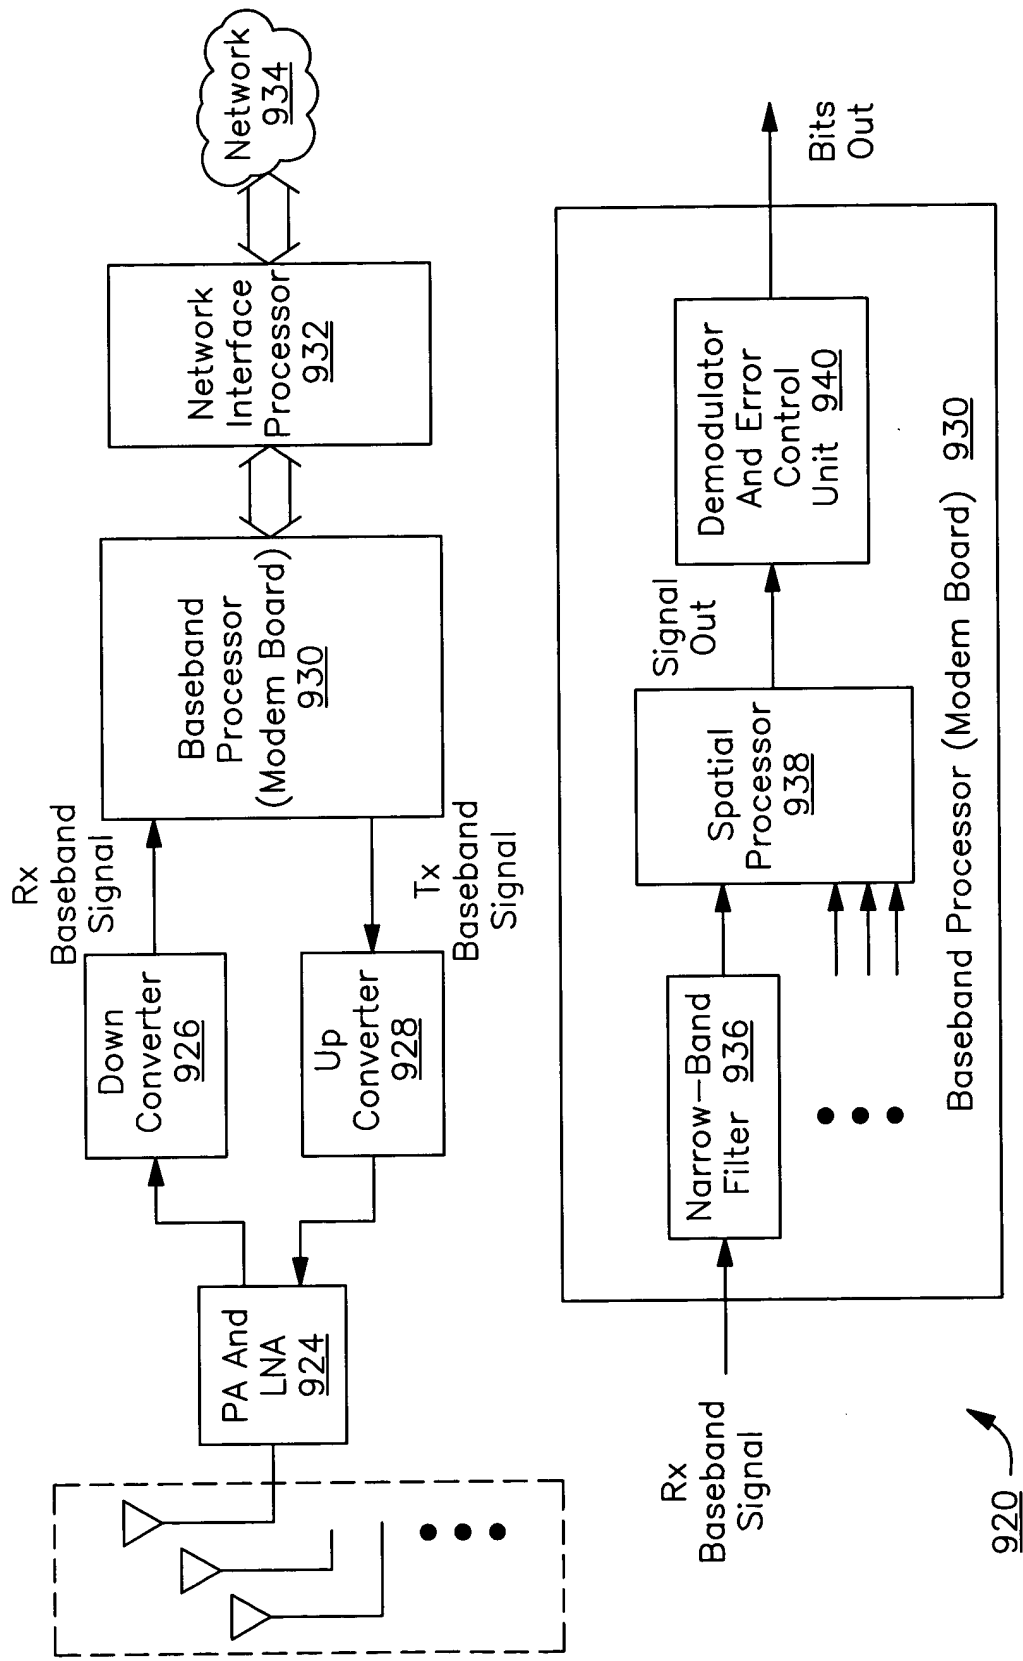 PA And
LNA
924
Down
Converter
926
Up
Converter
928
Rx
Baseband
Signal
Tx
Baseband
Signal
Baseband
Processor
(Modem Board)
930
Network
Interface
Processor
932
Network
934
Rx
Baseband
Signal
Narrow-Band
Filter 936
Spatial
Processor
938
Signal
Out
Demodulator
And Error
Control
Unit 940
Bits
Out
Baseband Processor (Modem Board) 930
920